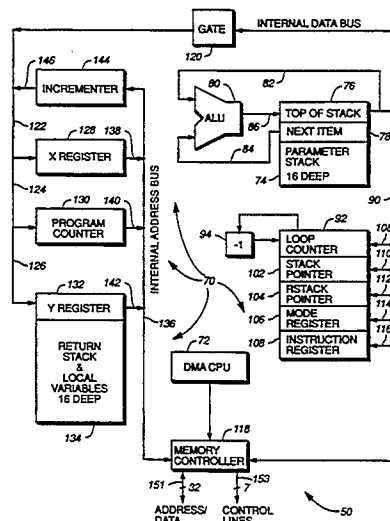 GATE
120
INTERNAL DATA BUS
146
144
INCREMENTER
122
128
138
X REGISTER
124
130
140
PROGRAM
COUNTER
126
132
142
Y REGISTER
136
RETURN
STACK
&
LOCAL
VARIABLES
16 DEEP
134
INTERNAL ADDRESS BUS
80
82
76
ALU
86
84
TOP OF STACK
78
NEXT ITEM
PARAMETER
STACK
16 DEEP
74
90
92
94
-1
LOOP
COUNTER
108
102
STACK
POINTER
110
104
RSTACK
POINTER
112
106
MODE
REGISTER
114
108
INSTRUCTION
REGISTER
116
70
72
DMA CPU
118
MEMORY
CONTROLLER
151
32
153
7
ADDRESS/
DATA
CONTROL
LINES
50